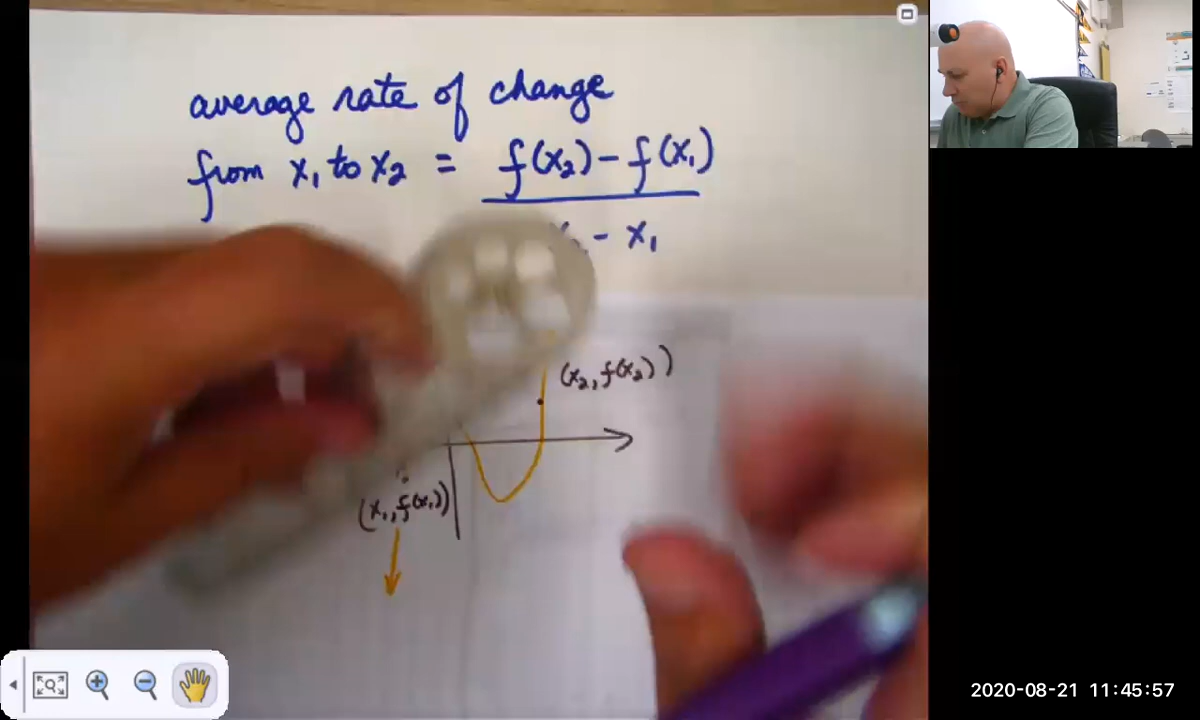 average rate of change
from x₁ to x₂ = f(x₂) - f(x₁)
- x₁
(x₂, f(x₂))
(x₁, f(x₁))
2020-08-21 11:45:57